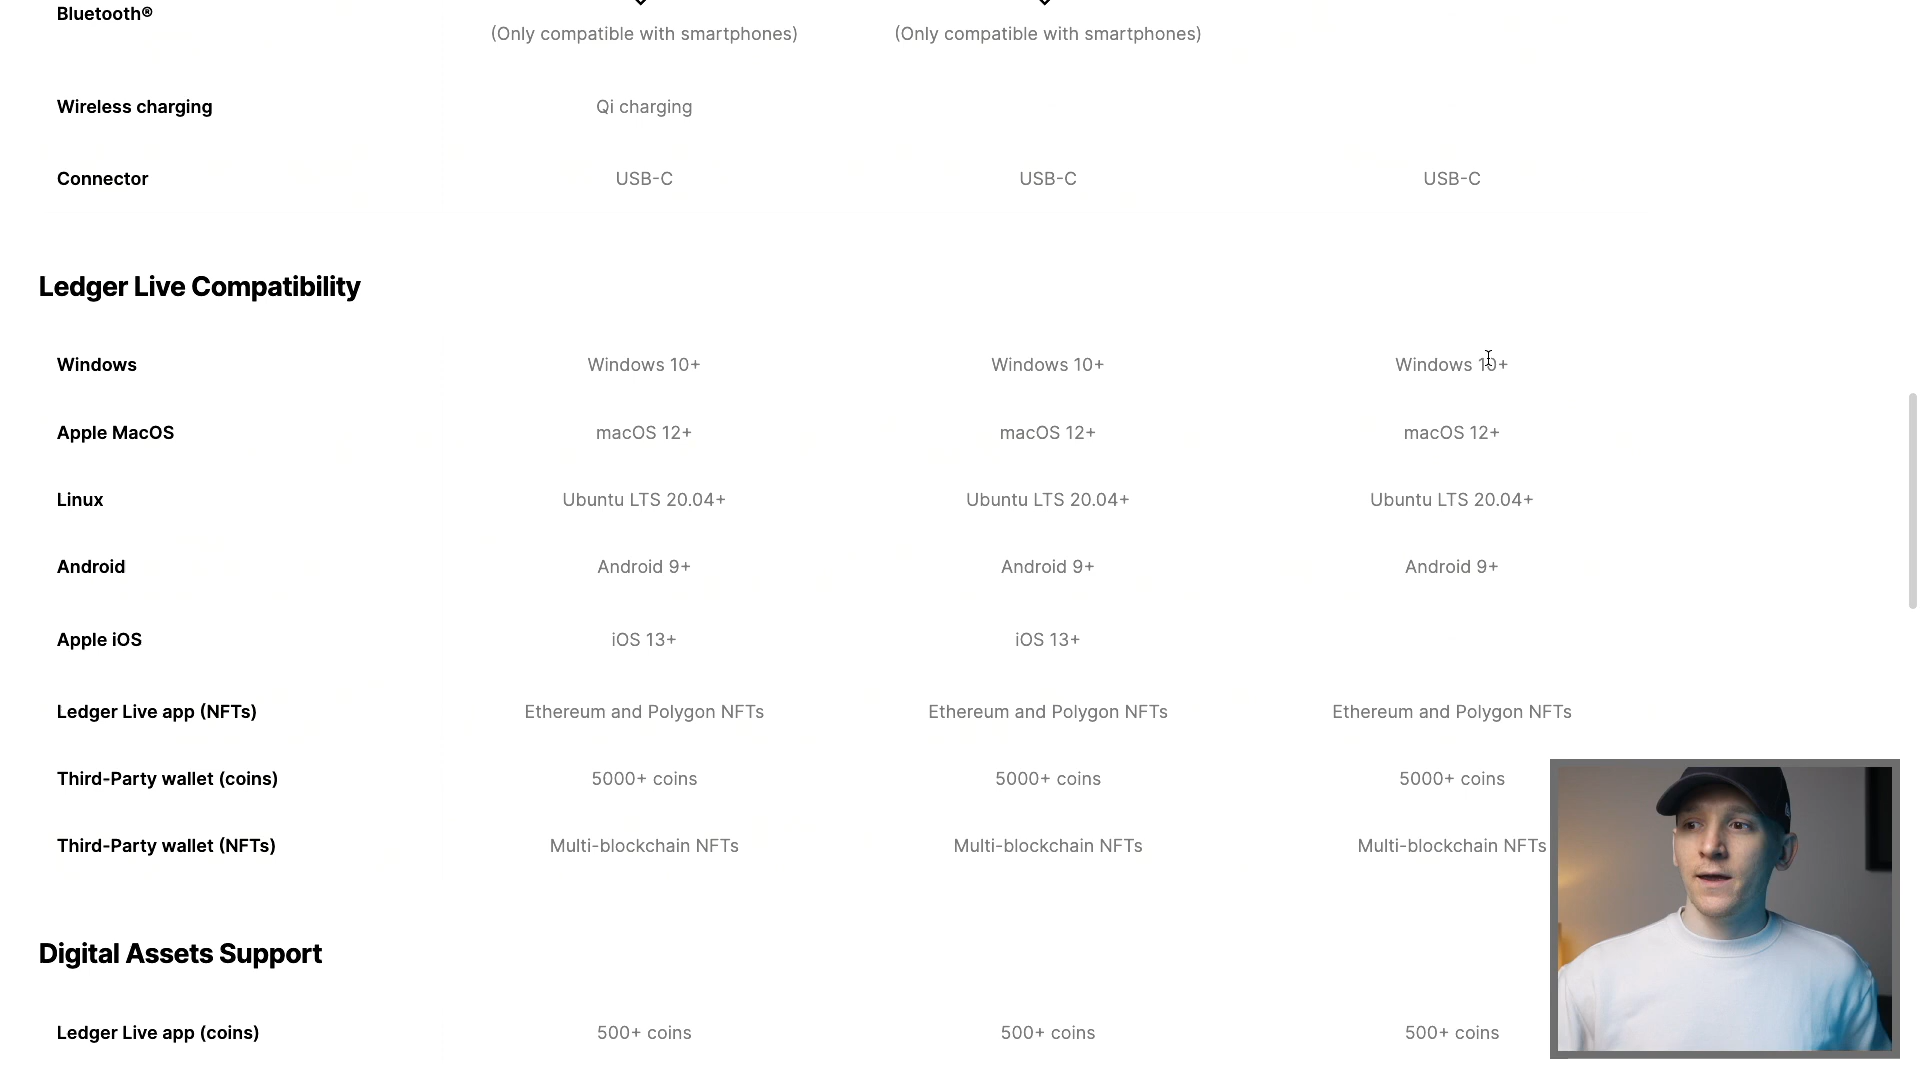 Bluetooth®
(Only compatible with smartphones) (Only compatible with smartphones)
Wireless charging Qi charging
Connector USB-C USB-C USB-C
Ledger Live Compatibility
Windows Windows 10+ Windows 10+ Windows 10+
Apple MacOS macOS 12+ macOS 12+ macOS 12+
Linux Ubuntu LTS 20.04+ Ubuntu LTS 20.04+ Ubuntu LTS 20.04+
Android Android 9+ Android 9+ Android 9+
Apple iOS iOS 13+ iOS 13+
Ledger Live app (NFTs) Ethereum and Polygon NFTs Ethereum and Polygon NFTs Ethereum and Polygon NFTs
Third-Party wallet (coins) 5000+ coins 5000+ coins 5000+ coins
Third-Party wallet (NFTs) Multi-blockchain NFTs Multi-blockchain NFTs Multi-blockchain NFTs
Digital Assets Support
Ledger Live app (coins) 500+ coins 500+ coins 500+ coins